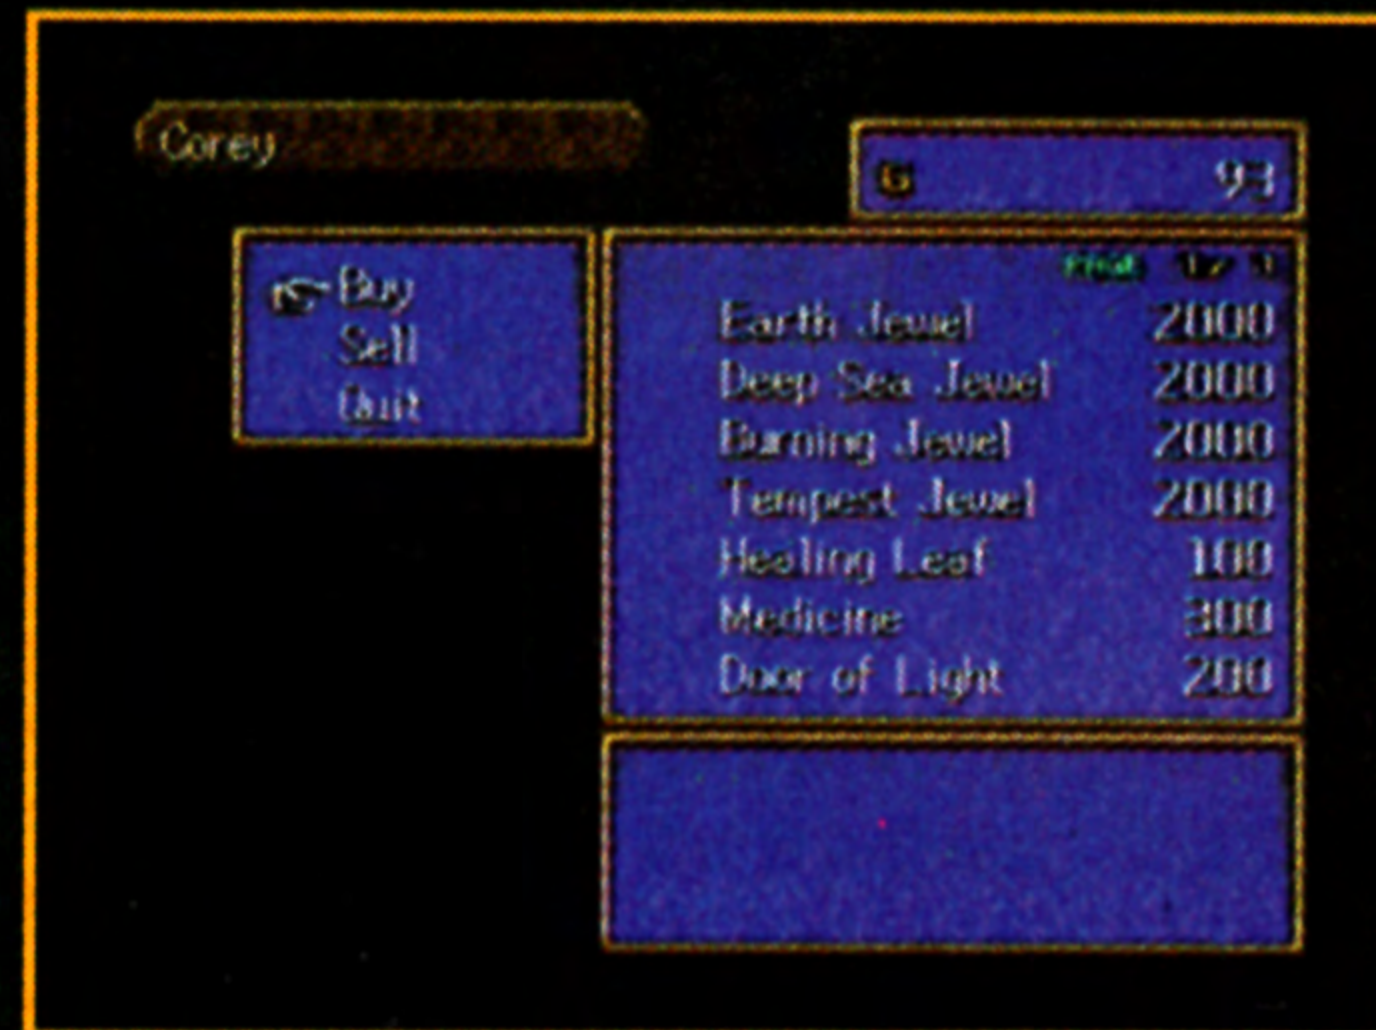 Corey
G 93
Buy
Sell
Quit
Earth Jewel 2000
Deep Sea Jewel 2000
Burning Jewel 2000
Tempest Jewel 2000
Healing Leaf 100
Medicine 300
Door of Light 200